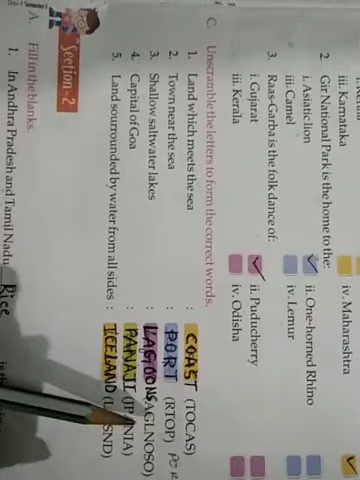 iii. Karnataka iv. Maharashtra
2. Gir National Park is the home to the:
i. Asiatic lion ii. One-horned Rhino
iii. Camel iv. Lemur
3. Raas-Garba is the folk dance of:
i. Gujarat ii. Puducherry
iii. Kerala iv. Odisha
C. Unscramble the letters to form the correct words.
1. Land which meets the sea : COAST (TOCAS)
2. Town near the sea : PORT (RTOP)
3. Shallow saltwater lakes : LAGOONS (AGLNOSO)
4. Capital of Goa : PANAJI
5. Land sourrounded by water from all sides : ICELAND
Section-2
A. Fill in the blanks.
1. In Andhra Pradesh and Tamil Nadu Rice is th